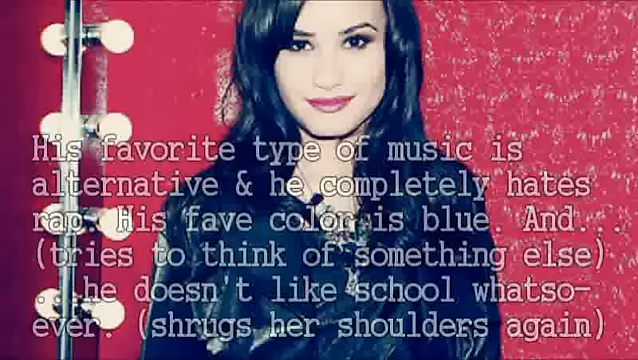 His favorite type of music is
alternative & he completely hates
rap. His fave color is blue. And...
(tries to think of something else)
...he doesn't like school whatso-
ever. (shrugs her shoulders again)